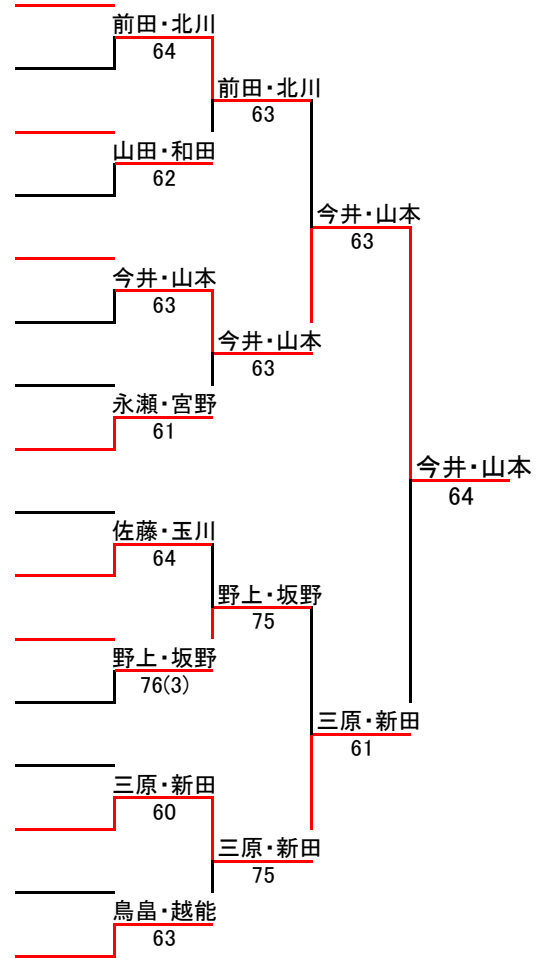 前田・北川
64
前田・北川
63
山田・和田
62
今井・山本
63
今井・山本
63
今井・山本
63
永瀬・宮野
61
今井・山本
64
佐藤・玉川
64
野上・坂野
75
野上・坂野
76(3)
三原・新田
61
三原・新田
60
三原・新田
75
鳥畠・越能
63